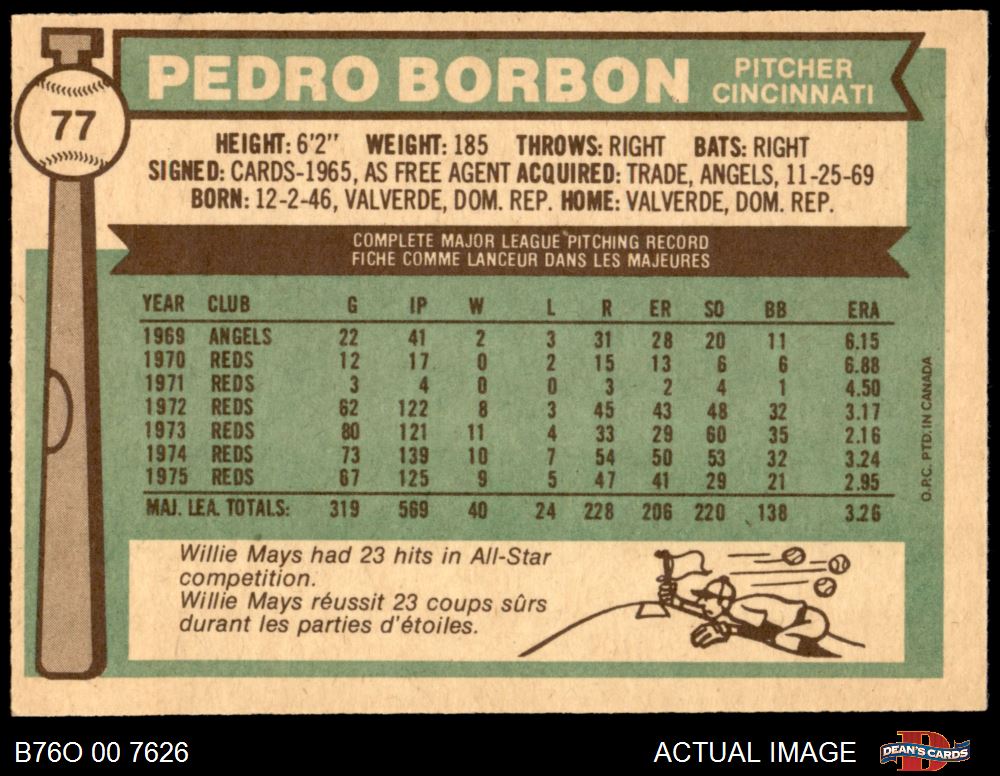 77
PEDRO BORBON
PITCHER
CINCINNATI
HEIGHT: 6'2" WEIGHT: 185 THROWS: RIGHT BATS: RIGHT
SIGNED: CARDS-1965, AS FREE AGENT ACQUIRED: TRADE, ANGELS, 11-25-69
BORN: 12-2-46, VALVERDE, DOM. REP. HOME: VALVERDE, DOM. REP.
COMPLETE MAJOR LEAGUE PITCHING RECORD
FICHE COMME LANCEUR DANS LES MAJEURES
YEAR CLUB G IP W L R ER SO BB ERA
1969 ANGELS 22 41 2 3 31 28 20 11 6.15
1970 REDS 12 17 0 2 15 13 6 6 6.88
1971 REDS 3 4 0 0 3 2 4 1 4.50
1972 REDS 62 122 8 3 45 43 48 32 3.17
1973 REDS 80 121 11 4 33 29 60 35 2.16
1974 REDS 73 139 10 7 54 50 53 32 3.24
1975 REDS 67 125 9 5 47 41 29 21 2.95
MAJ. LEA. TOTALS: 319 569 40 24 228 206 220 138 3.26
O.P.C. PTD. IN CANADA
Willie Mays had 23 hits in All-Star
competition.
Willie Mays réussit 23 coups sûrs
durant les parties d'étoiles.
B76O 00 7626
ACTUAL IMAGE
DEAN'S CARDS